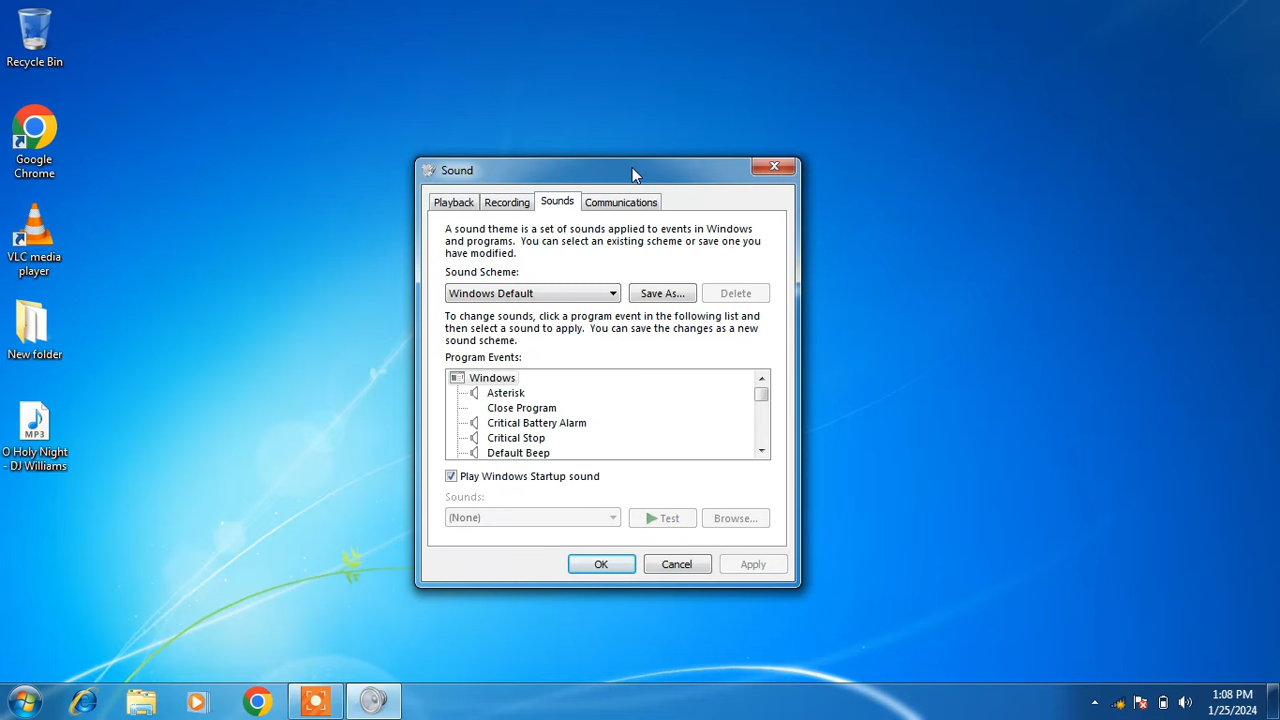 Recycle Bin
Google
Chrome
VLC media
player
New folder
MP3
O Holy Night
- DJ Williams
Sound
Playback
Recording
Sounds
Communications
A sound theme is a set of sounds applied to events in Windows
and programs. You can select an existing scheme or save one you
have modified.
Sound Scheme:
Windows Default
Save As...
Delete
To change sounds, click a program event in the following list and
then select a sound to apply. You can save the changes as a new
sound scheme.
Program Events:
Windows
Asterisk
Close Program
Critical Battery Alarm
Critical Stop
Default Beep
Play Windows Startup sound
Sounds:
(None)
Test
Browse...
OK
Cancel
Apply
1:08 PM
1/25/2024